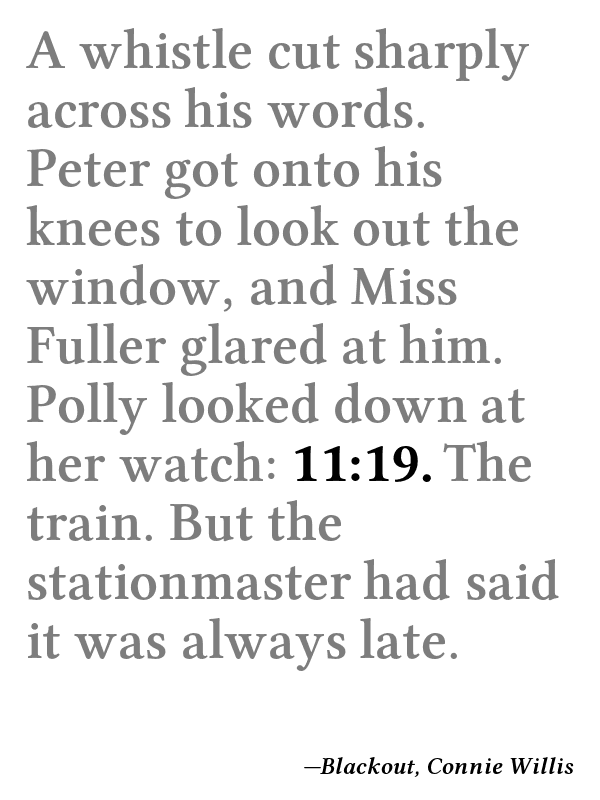 A whistle cut sharply
across his words.
Peter got onto his
knees to look out the
window, and Miss
Fuller glared at him.
Polly looked down at
her watch: 11:19. The
train. But the
stationmaster had said
it was always late.
—Blackout, Connie Willis